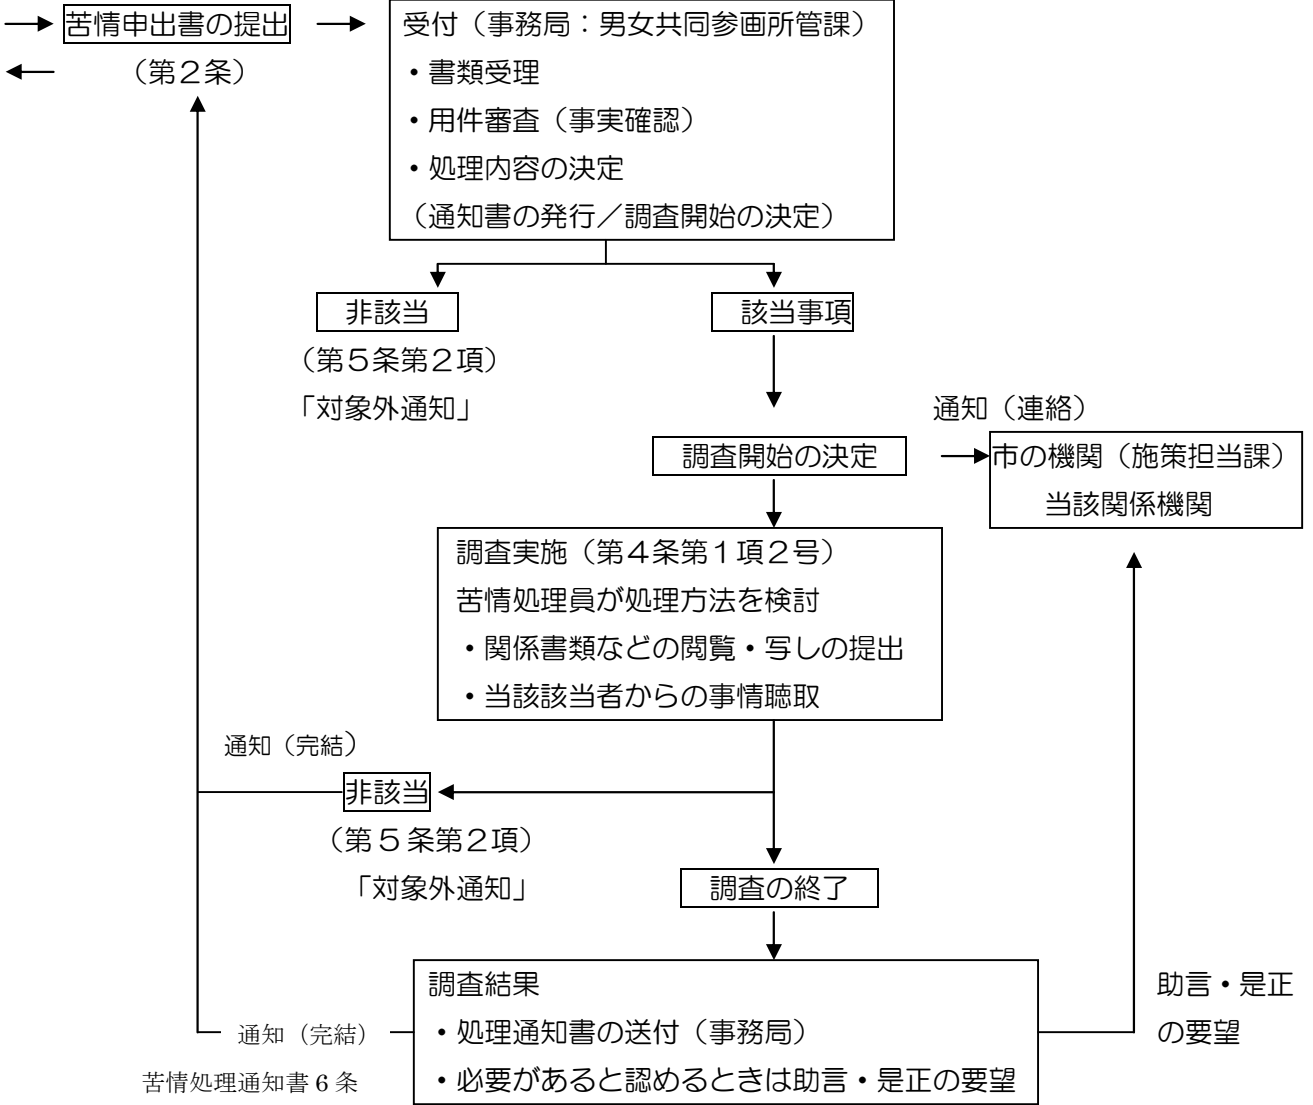 苦情申出書の提出
（第２条）
受付（事務局：男女共同参画所管課）
・書類受理
・用件審査（事実確認）
・処理内容の決定
（通知書の発行／調査開始の決定）
非該当
（第５条第２項）
「対象外通知」
該当事項
調査開始の決定
通知（連絡）
市の機関（施策担当課）
当該関係機関
調査実施（第４条第１項２号）
苦情処理員が処理方法を検討
・関係書類などの閲覧・写しの提出
・当該該当者からの事情聴取
通知（完結）
非該当
（第５条第２項）
「対象外通知」
調査の終了
調査結果
・処理通知書の送付（事務局）
・必要があると認めるときは助言・是正の要望
通知（完結）
苦情処理通知書６条
助言・是正
の要望